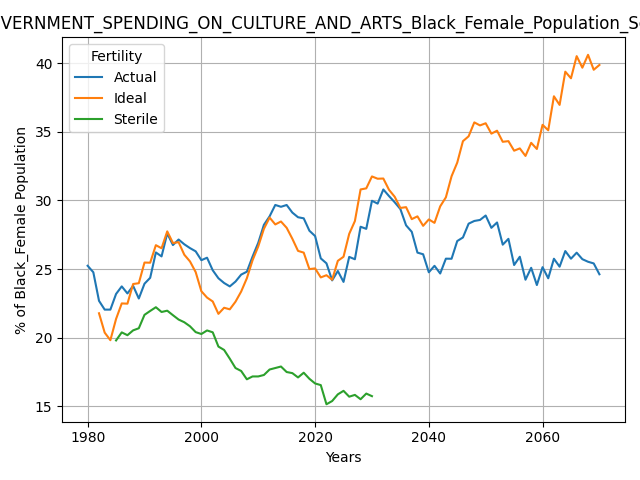 VERNMENT_SPENDING_ON_CULTURE_AND_ARTS_Black_Female_Population_S
Fertility
Actual
Ideal
Sterile
% of Black_Female Population
40
35
30
25
20
15
1980
2000
2020
2040
2060
Years